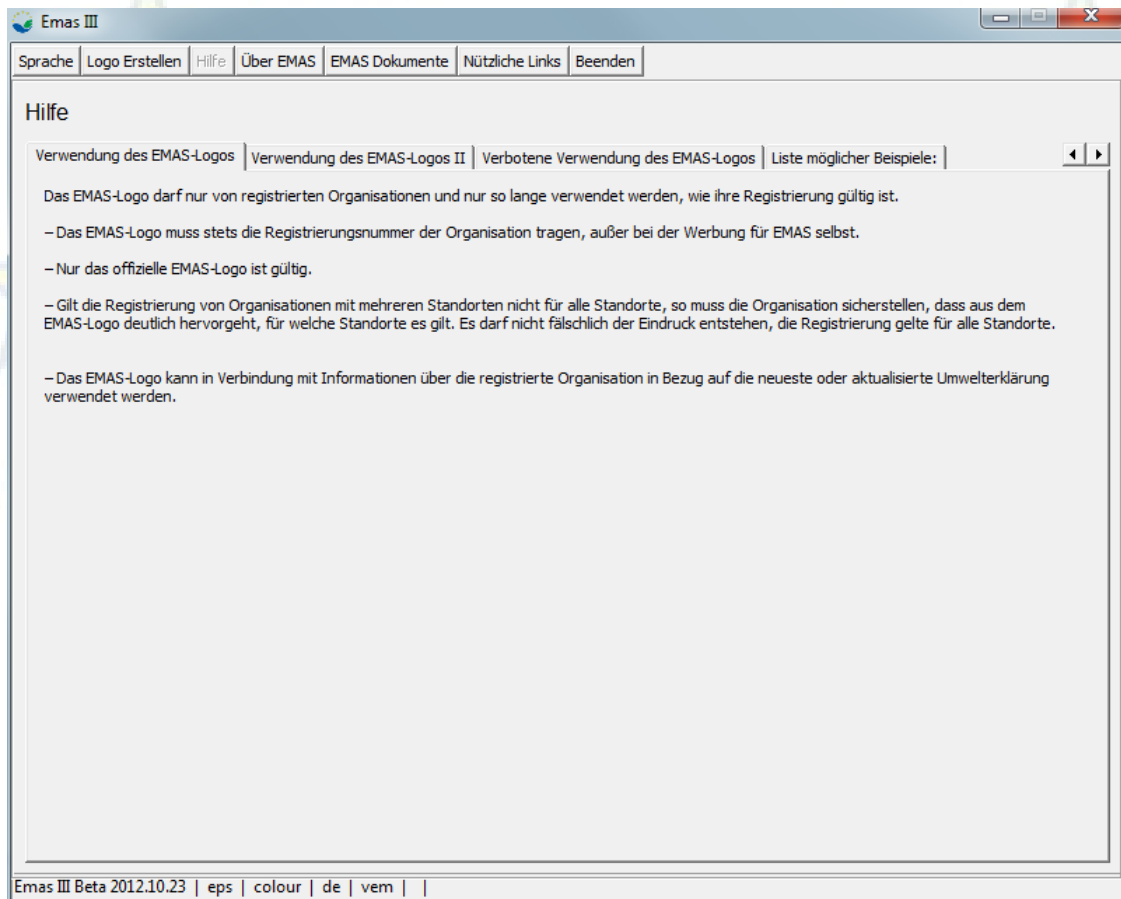 Emas III
Sprache Logo Erstellen Hilfe Über EMAS EMAS Dokumente Nützliche Links Beenden
Hilfe
Verwendung des EMAS-Logos Verwendung des EMAS-Logos II Verbotene Verwendung des EMAS-Logos Liste möglicher Beispiele:
Das EMAS-Logo darf nur von registrierten Organisationen und nur so lange verwendet werden, wie ihre Registrierung gültig ist.
– Das EMAS-Logo muss stets die Registrierungsnummer der Organisation tragen, außer bei der Werbung für EMAS selbst.
– Nur das offizielle EMAS-Logo ist gültig.
– Gilt die Registrierung von Organisationen mit mehreren Standorten nicht für alle Standorte, so muss die Organisation sicherstellen, dass aus dem
EMAS-Logo deutlich hervorgeht, für welche Standorte es gilt. Es darf nicht fälschlich der Eindruck entstehen, die Registrierung gelte für alle Standorte.
– Das EMAS-Logo kann in Verbindung mit Informationen über die registrierte Organisation in Bezug auf die neueste oder aktualisierte Umwelterklärung
verwendet werden.
Emas III Beta 2012.10.23 | eps | colour | de | vem | |